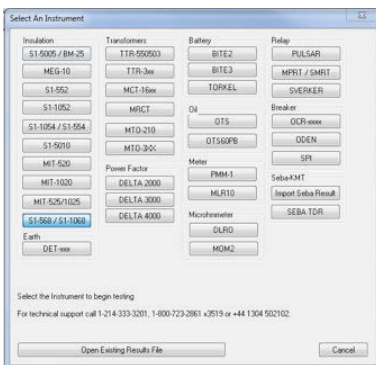 Select An Instrument
Insulation
S1-5005 / BM-25
MEG-10
S1-552
S1-1052
S1-1054 / S1-554
S1-5010
MIT-520
MIT-1020
MIT-525/1025
S1-568 / S1-1068
Earth
DET-xxx
Transformers
TTR-550503
TTR-3xx
MCT-16xx
MRCT
MTO-210
MTO-3XX
Power Factor
DELTA 2000
DELTA 3000
DELTA 4000
Battery
BITE2
BITE3
TORKEL
Oil
OTS
OTS60PB
Meter
PMM-1
MLR10
Microhmmeter
DLRO
MOM2
Relay
PULSAR
MPRT / SMRT
SVERKER
Breaker
OCR-xxxx
ODEN
SPI
Seba-KMT
Import Seba Result
SEBA TDR
Select the Instrument to begin testing
For technical support call 1-214-333-3201, 1-800-723-2861 x3519 or +44 1304 502102.
Open Existing Results File
Cancel